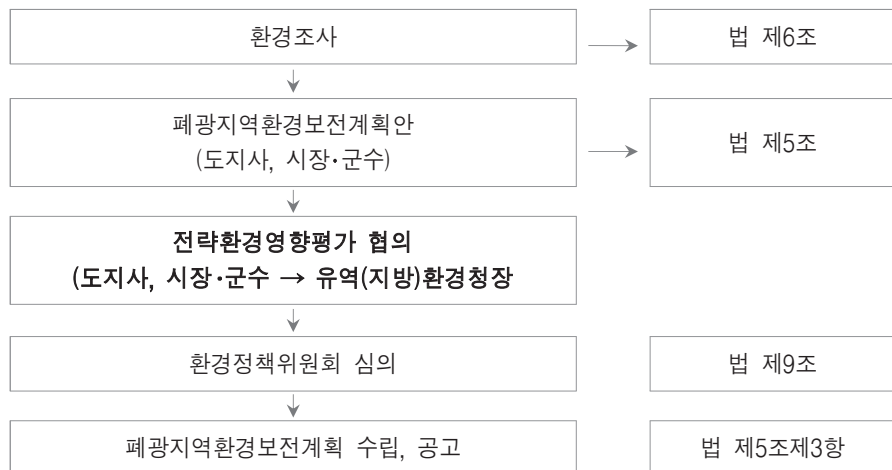 환경조사
법 제6조
폐광지역환경보전계획안
(도지사, 시장·군수)
법 제5조
전략환경영향평가 협의
(도지사, 시장·군수 → 유역(지방)환경청장
환경정책위원회 심의
법 제9조
폐광지역환경보전계획 수립, 공고
법 제5조제3항